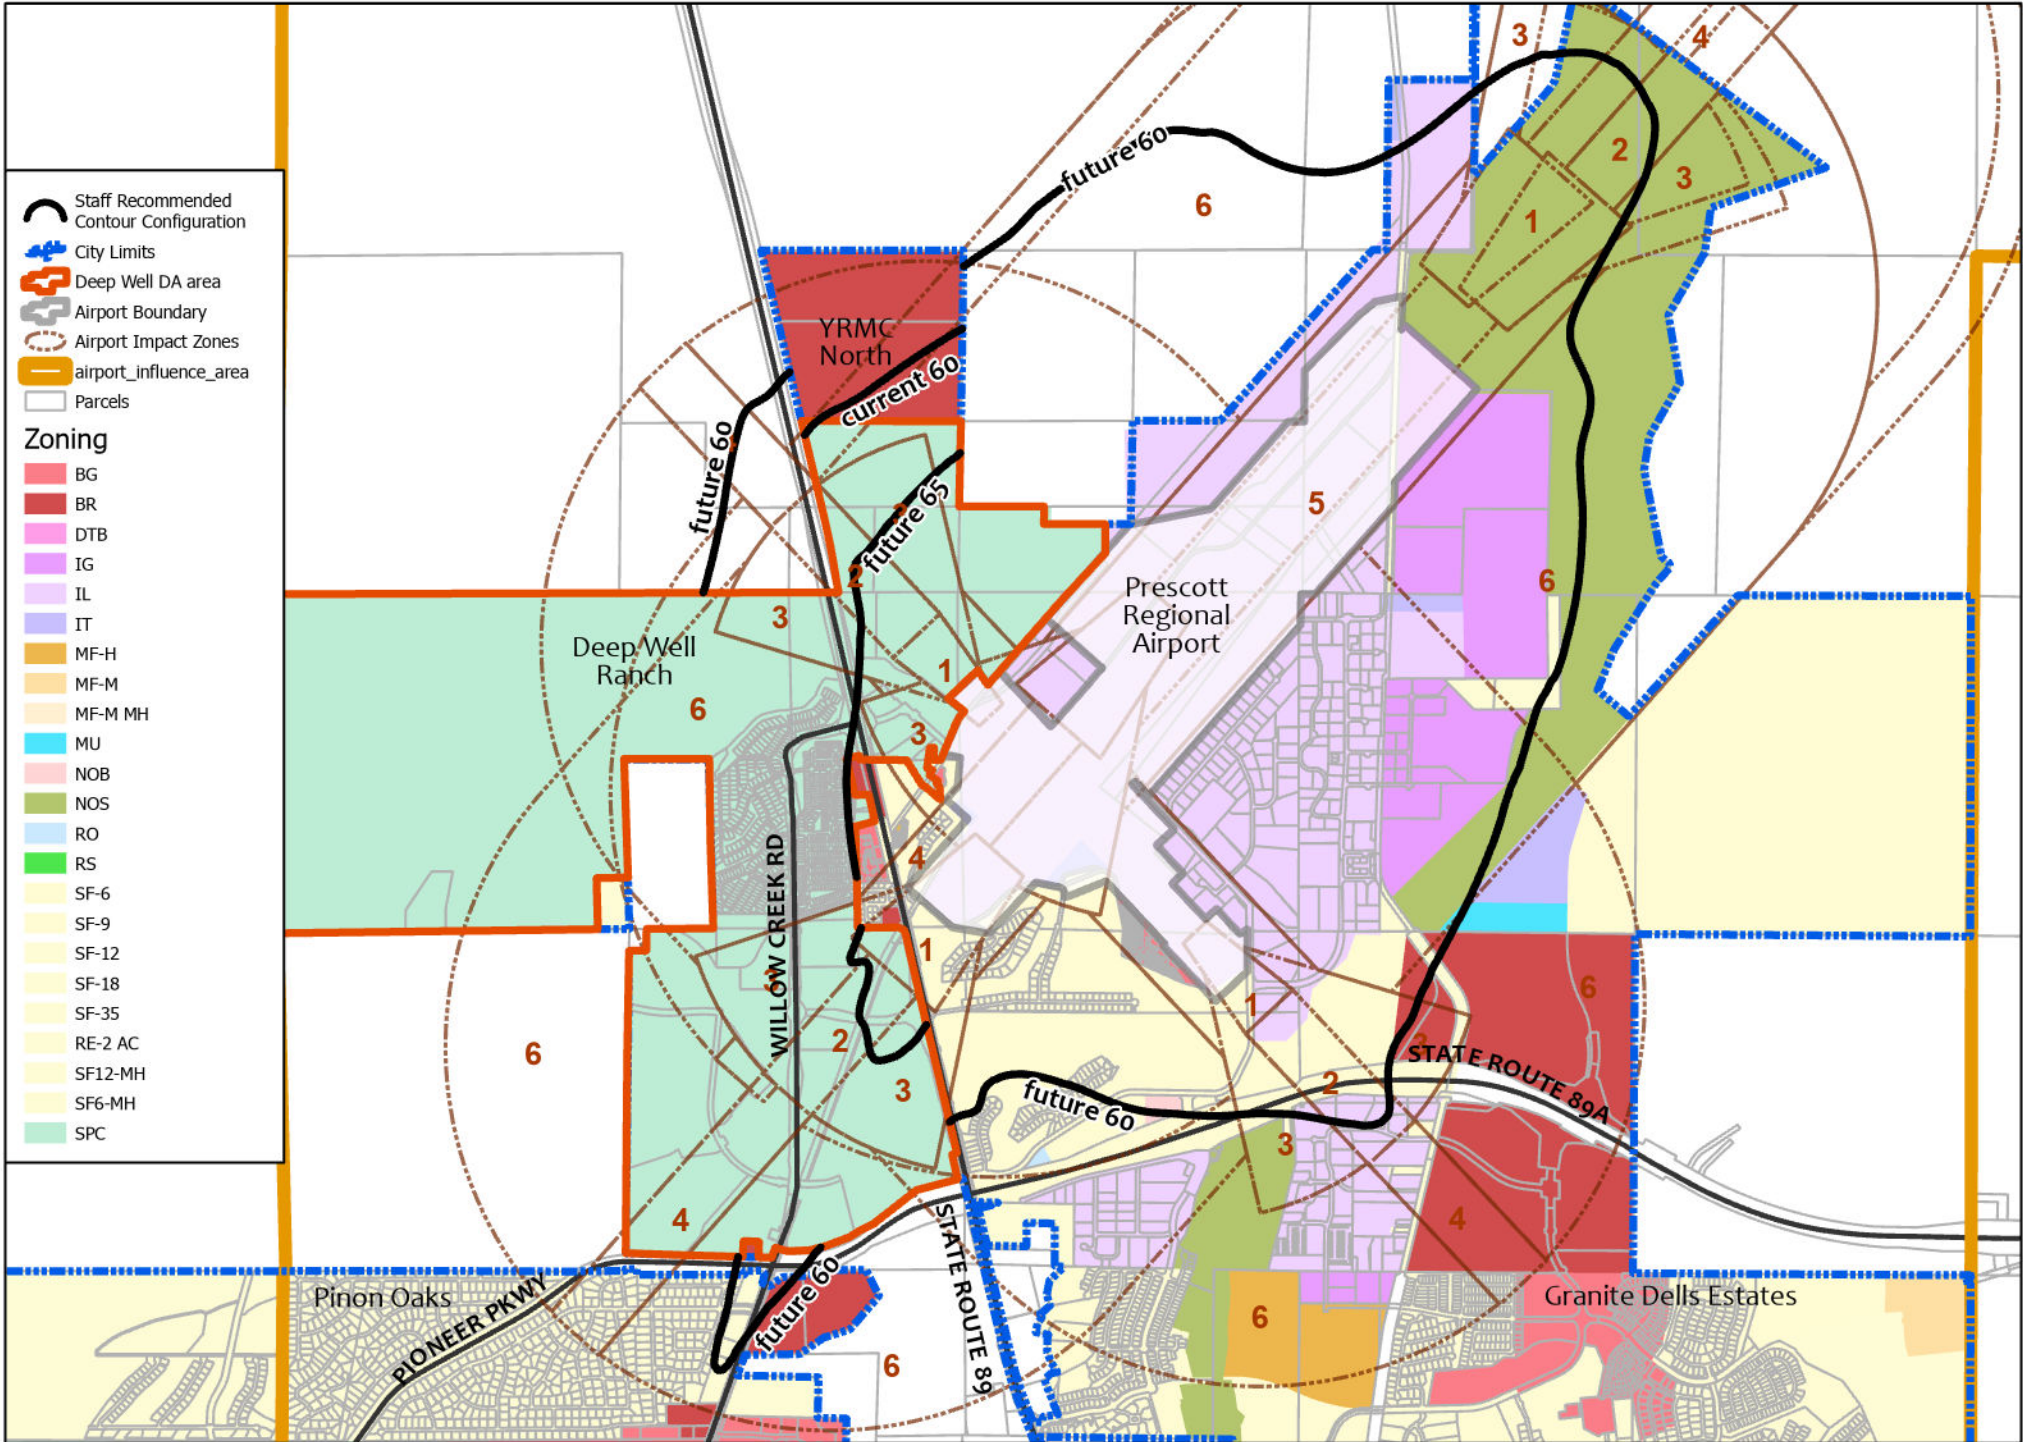 3
4
future 60
2
3
6
1
Staff Recommended
Contour Configuration
City Limits
Deep Well DA area
Airport Boundary
Airport Impact Zones
airport_influence_area
Parcels
Zoning
BG
BR
DTB
IG
IL
IT
MF-H
MF-M
MF-M MH
MU
NOB
NOS
RO
RS
SF-6
SF-9
SF-12
SF-18
SF-35
RE-2 AC
SF12-MH
SF6-MH
SPC
YRMC
North
current 60
future 60
future 65
5
2
6
3
Prescott
Regional
Airport
Deep Well
Ranch
1
6
3
4
WILLOW CREEK RD
1
3
6
1
2
6
3
STATE ROUTE 89A
3
2
future 60
3
4
4
STATE ROUTE 89
Pinon Oaks
PIONEER PKWY
future 60
6
6
Granite Dells Estates